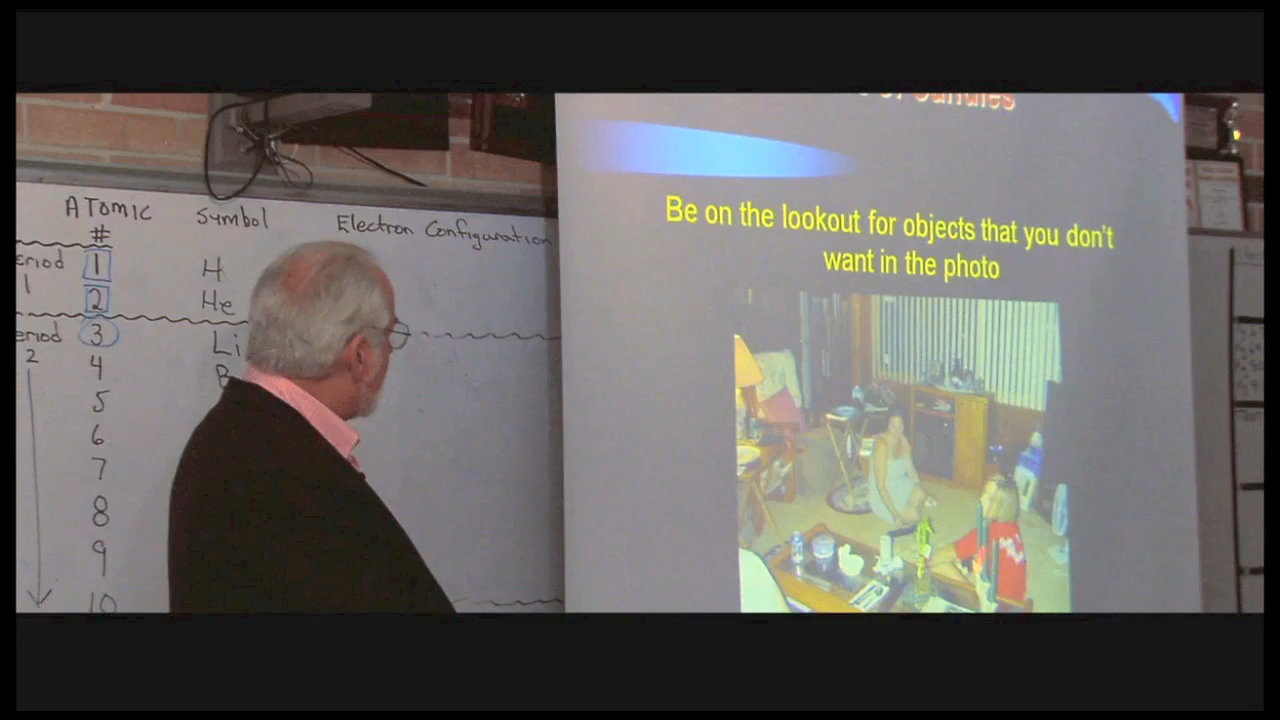 Atomic Symbol Electron Configuration
#
eriod 1 H
1
2 He
eriod 3 Li
2
4
5
6
7
8
9
10
Be on the lookout for objects that you don't
want in the photo